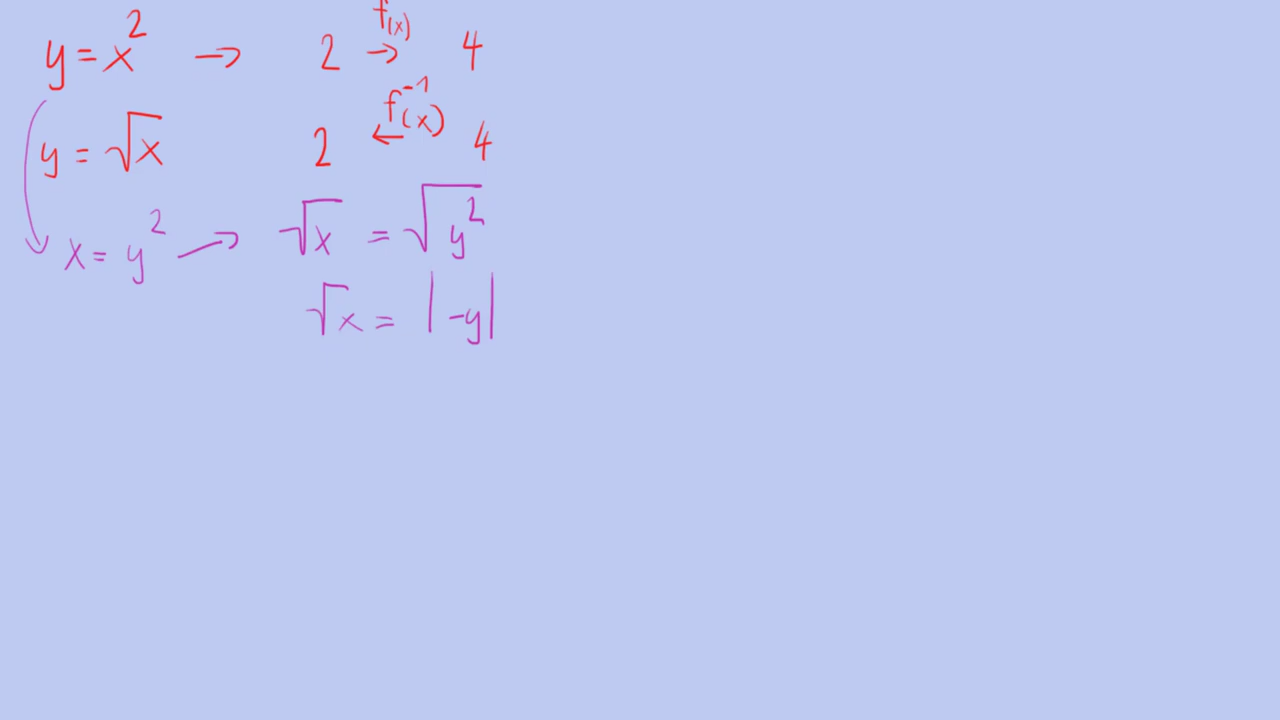 y = x² → 2 f(x) → 4
y = √x 2 f⁻¹(x) ← 4
x = y² → √x = √y²
√x = |-y|